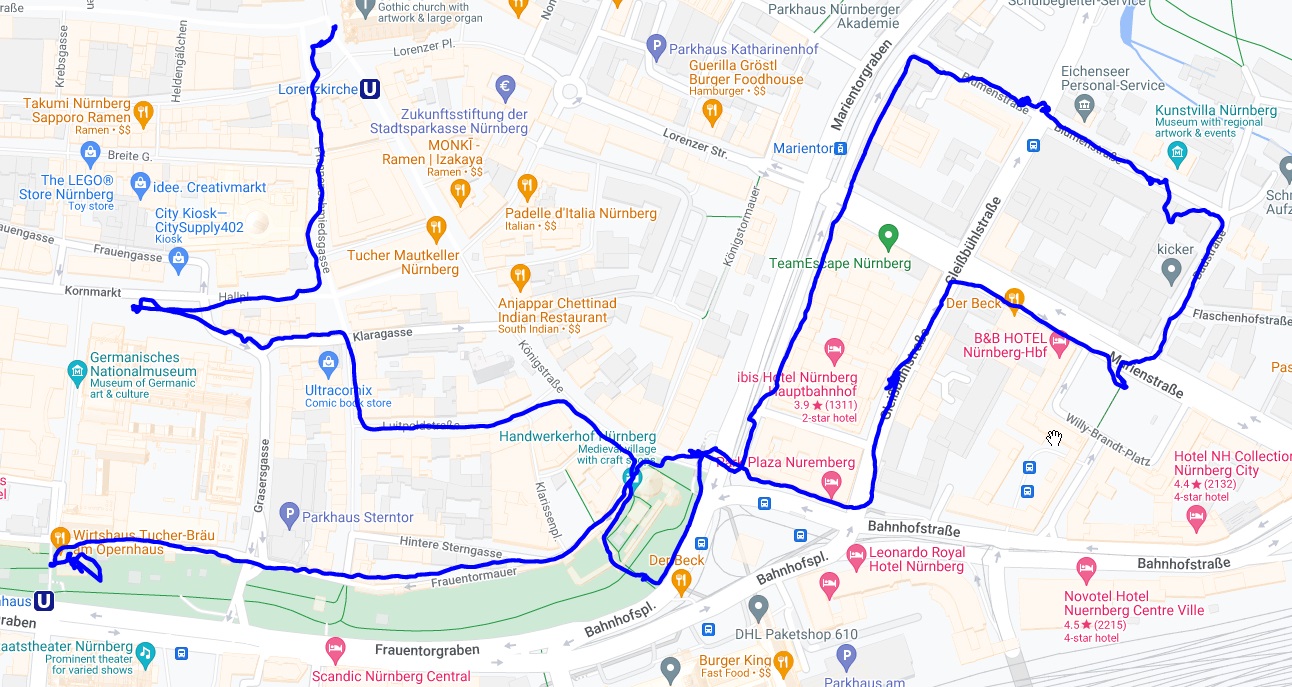 Gothic church with
artwork & large organ
Parkhaus Nürnberger
Akademie
Schulbegleiter-Service
Krebsgasse
Heldengäßchen
Lorenzer Pl.
Parkhaus Katharinenhof
Guerilla Gröstl
Burger Foodhouse
Hamburger • $$
Marientorgraben
Blumenstraße
Eichenseer
Personal-Service
Lorenzkirche
Takumi Nürnberg
Sapporo Ramen
Ramen • $$
Zukunftsstiftung der
Stadtsparkasse Nürnberg
Kunstvilla Nürnberg
Museum with regional
artwork & events
Lorenzer Str.
Marientor
Blumenstraße
MONKĪ -
Ramen | Izakaya
Ramen • $$
Breite G.
The LEGO®
Store Nürnberg
Toy store
idee. Creativmarkt
City Kiosk—
CitySupply402
Kiosk
Padelle d'Italia Nürnberg
Italian • $$
Königstormauer
Gleißbühlstraße
Frauengasse
Tucher Mautkeller
Nürnberg
TeamEscape Nürnberg
kicker
Badstraße
Kornmarkt
Hallpl.
Anjappar Chettinad
Indian Restaurant
South Indian • $$
Der Beck
Flaschenhofstraße
Klaragasse
Königstraße
B&B HOTEL
Nürnberg-Hbf
Germanisches
Nationalmuseum
Museum of Germanic
art & culture
Ultracomix
Comic book store
ibis Hotel Nürnberg
Hauptbahnhof
3.9 ★ (1311)
2-star hotel
Gleißbühlstraße
Marienstraße
Luitpoldstraße
Handwerkerhof Nürnberg
Medieval village
with craft shops
Willy-Brandt-Platz
Grasersgasse
Park Plaza Nuremberg
Hotel NH Collection
Nürnberg City
4.4 ★ (2132)
4-star hotel
Klarissenpl.
Parkhaus Sterntor
Wirtshaus Tucher-Bräu
am Opernhaus
Hintere Sterngasse
Bahnhofstraße
Der Beck
Leonardo Royal
Hotel Nürnberg
Bahnhofstraße
Frauentormauer
Bahnhofspl.
Novotel Hotel
Nuernberg Centre Ville
4.5 ★ (2215)
4-star hotel
Bahnhofspl.
DHL Paketshop 610
Staatstheater Nürnberg
Prominent theater
for varied shows
Frauentorgraben
Scandic Nürnberg Central
Burger King
Fast Food • $$
Parkhaus am